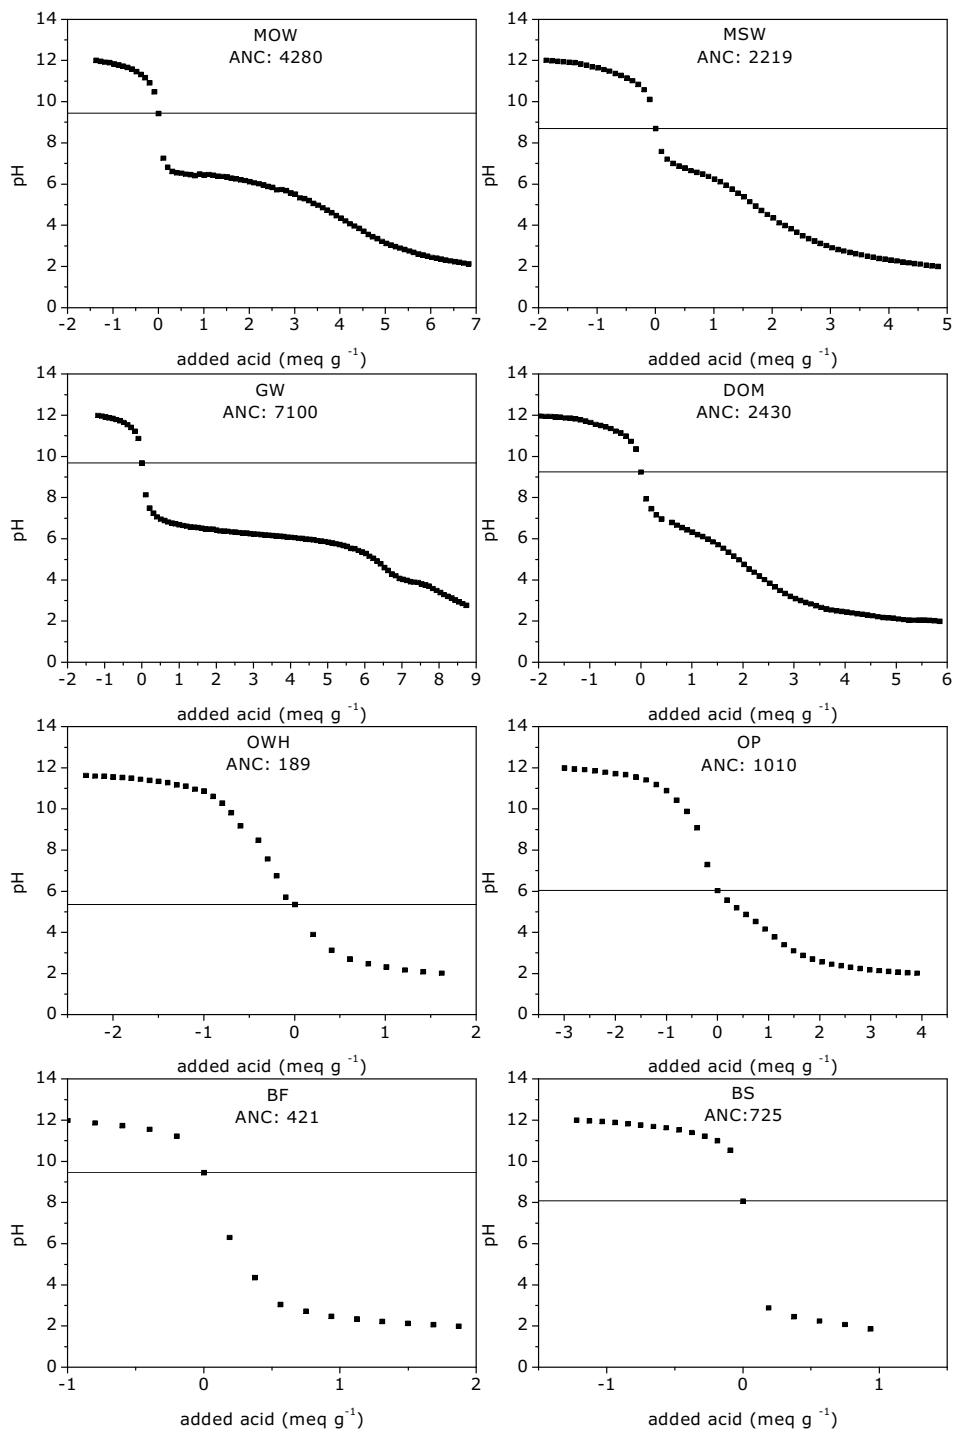 MOW
ANC: 4280
14
12
10
8
6
4
2
0
pH
-2 -1 0 1 2 3 4 5 6 7
added acid (meq g -1)
MSW
ANC: 2219
14
12
10
8
6
4
2
0
pH
-2 -1 0 1 2 3 4 5
added acid (meq g -1)
GW
ANC: 7100
14
12
10
8
6
4
2
0
pH
-2 -1 0 1 2 3 4 5 6 7 8 9
added acid (meq g -1)
DOM
ANC: 2430
14
12
10
8
6
4
2
0
pH
-2 -1 0 1 2 3 4 5 6
added acid (meq g -1)
OWH
ANC: 189
14
12
10
8
6
4
2
0
pH
-2 -1 0 1 2
added acid (meq g -1)
OP
ANC: 1010
14
12
10
8
6
4
2
0
pH
-3 -2 -1 0 1 2 3 4
added acid (meq g -1)
BF
ANC: 421
14
12
10
8
6
4
2
0
pH
-1 0 1 2
added acid (meq g -1)
BS
ANC:725
14
12
10
8
6
4
2
0
pH
-1 0 1
added acid (meq g -1)